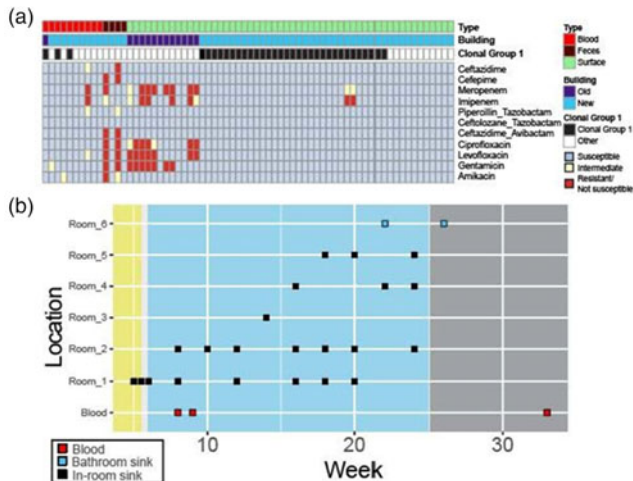 (a)
Type
Building
Clonal Group 1
Ceftazidime
Cefepime
Meropenem
Imipenem
Pipercillin_Tazobactam
Ceftolozane_Tazobactam
Ceftazidime_Avibactam
Ciprofloxacin
Levofloxacin
Gentamicin
Amikacin
Type
Blood
Feces
Surface
Building
Old
New
Clonal Group 1
Clonal Group 1
Other
Susceptible
Intermediate
Resistant/
Not susceptible
(b)
Location
Room_6
Room_5
Room_4
Room_3
Room_2
Room_1
Blood
10
20
30
Week
Blood
Bathroom sink
In-room sink